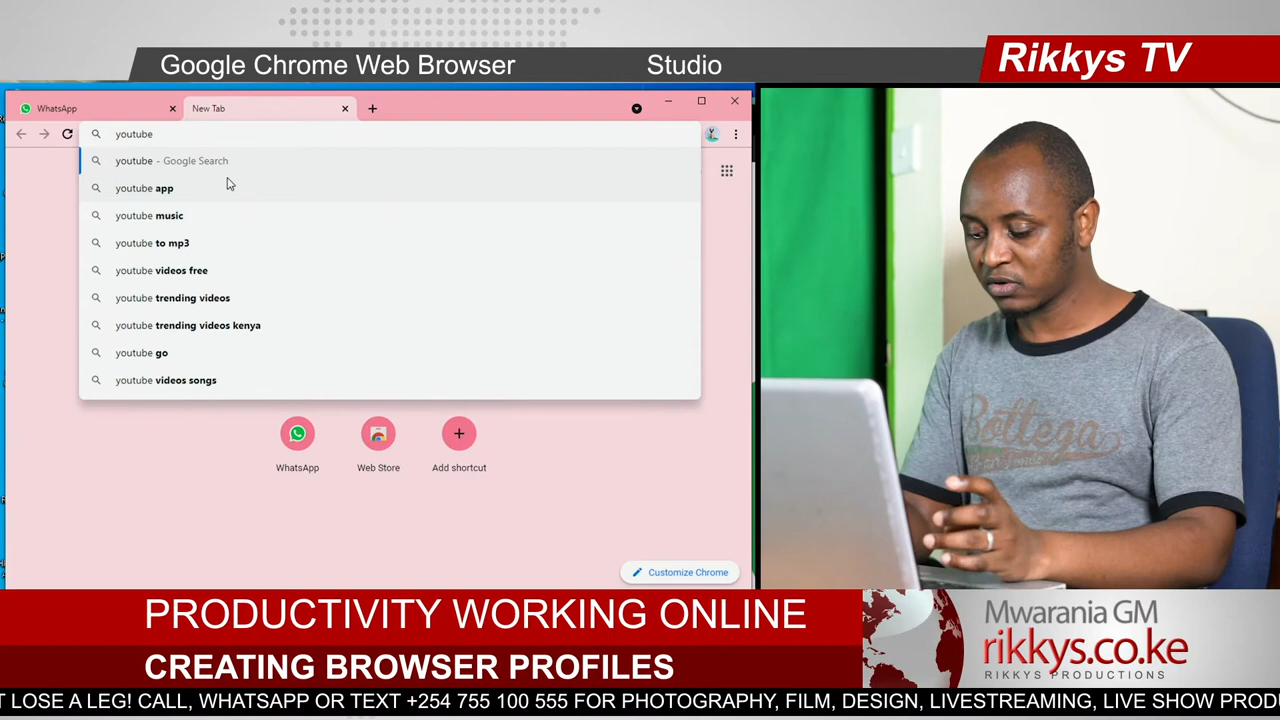 Google Chrome Web Browser
Studio
Rikkys TV
WhatsApp
New Tab
youtube
youtube - Google Search
youtube app
youtube music
youtube to mp3
youtube videos free
youtube trending videos
youtube trending videos kenya
youtube go
youtube videos songs
WhatsApp
Web Store
Add shortcut
Customize Chrome
Bottega
PRODUCTIVITY WORKING ONLINE
CREATING BROWSER PROFILES
Mwarania GM
rikkys.co.ke
RIKKYS PRODUCTIONS
T LOSE A LEG! CALL, WHATSAPP OR TEXT +254 755 100 555 FOR PHOTOGRAPHY, FILM, DESIGN, LIVESTREAMING, LIVE SHOW PROD